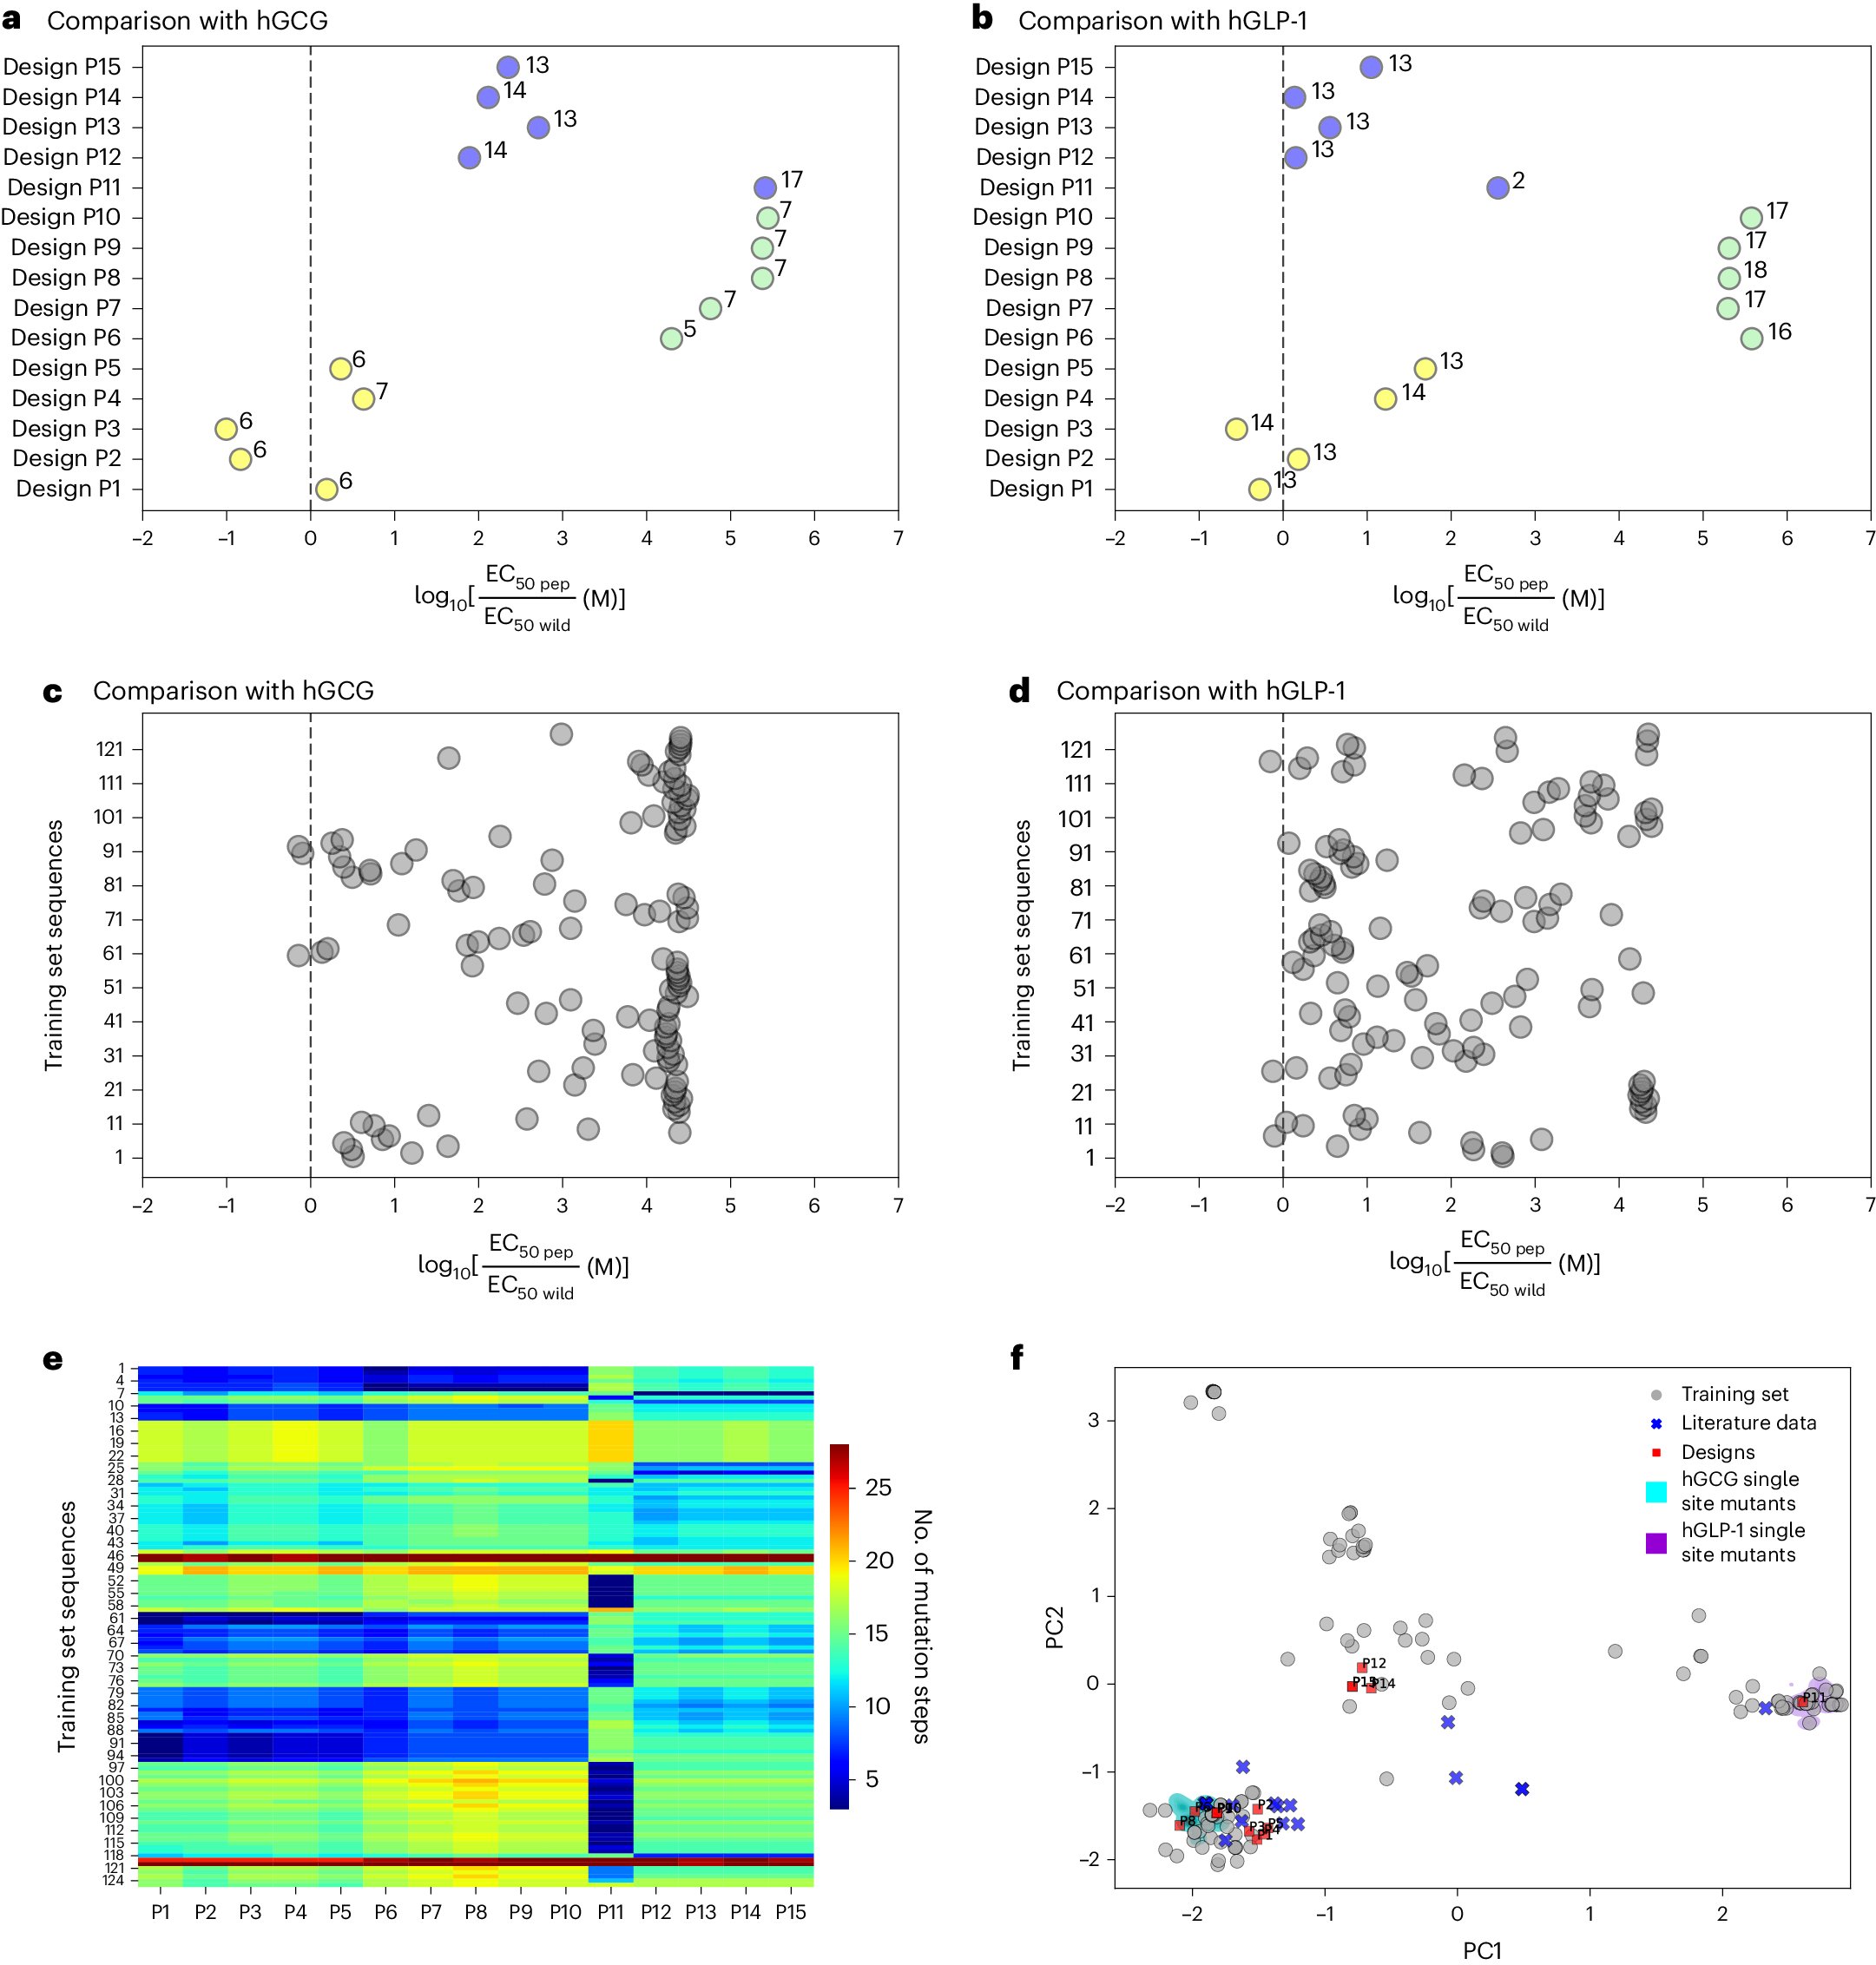 a Comparison with hGCG
Design P15
Design P14
Design P13
Design P12
Design P11
Design P10
Design P9
Design P8
Design P7
Design P6
Design P5
Design P4
Design P3
Design P2
Design P1
13
14
13
14
17
7
7
7
7
5
6
7
6
6
6
–2 –1 0 1 2 3 4 5 6 7
log10[ EC50 pep / EC50 wild (M)]
b Comparison with hGLP-1
Design P15
Design P14
Design P13
Design P12
Design P11
Design P10
Design P9
Design P8
Design P7
Design P6
Design P5
Design P4
Design P3
Design P2
Design P1
13
13
13
13
2
17
17
18
17
16
13
14
14
13
13
–2 –1 0 1 2 3 4 5 6 7
log10[ EC50 pep / EC50 wild (M)]
c Comparison with hGCG
Training set sequences
121
111
101
91
81
71
61
51
41
31
21
11
1
–2 –1 0 1 2 3 4 5 6 7
log10[ EC50 pep / EC50 wild (M)]
d Comparison with hGLP-1
Training set sequences
121
111
101
91
81
71
61
51
41
31
21
11
1
–2 –1 0 1 2 3 4 5 6 7
log10[ EC50 pep / EC50 wild (M)]
e
Training set sequences
1
4
7
10
13
16
19
22
25
28
31
34
37
40
43
46
49
52
55
58
61
64
67
70
73
76
79
82
85
88
91
94
97
100
103
106
109
112
115
118
121
124
P1 P2 P3 P4 P5 P6 P7 P8 P9 P10 P11 P12 P13 P14 P15
25
20
15
10
5
No. of mutation steps
f
Training set
Literature data
Designs
hGCG single
site mutants
hGLP-1 single
site mutants
PC2
3
2
1
0
–1
–2
P12
P14
P11
P2
P8
P3
P4
P1
–2 –1 0 1 2
PC1